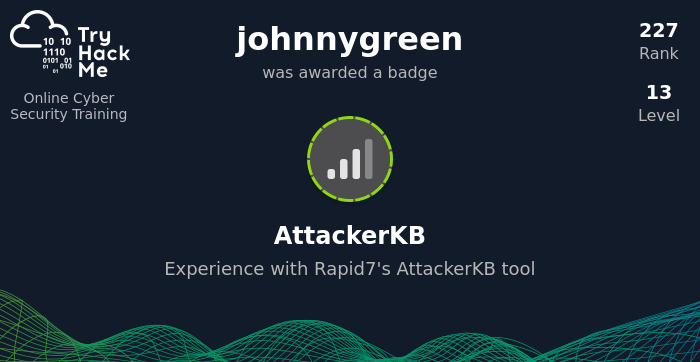 Try
Hack
Me
10 10
1110
0101 01
01 010
01
Online Cyber
Security Training
johnnygreen
was awarded a badge
227
Rank
13
Level
AttackerKB
Experience with Rapid7's AttackerKB tool